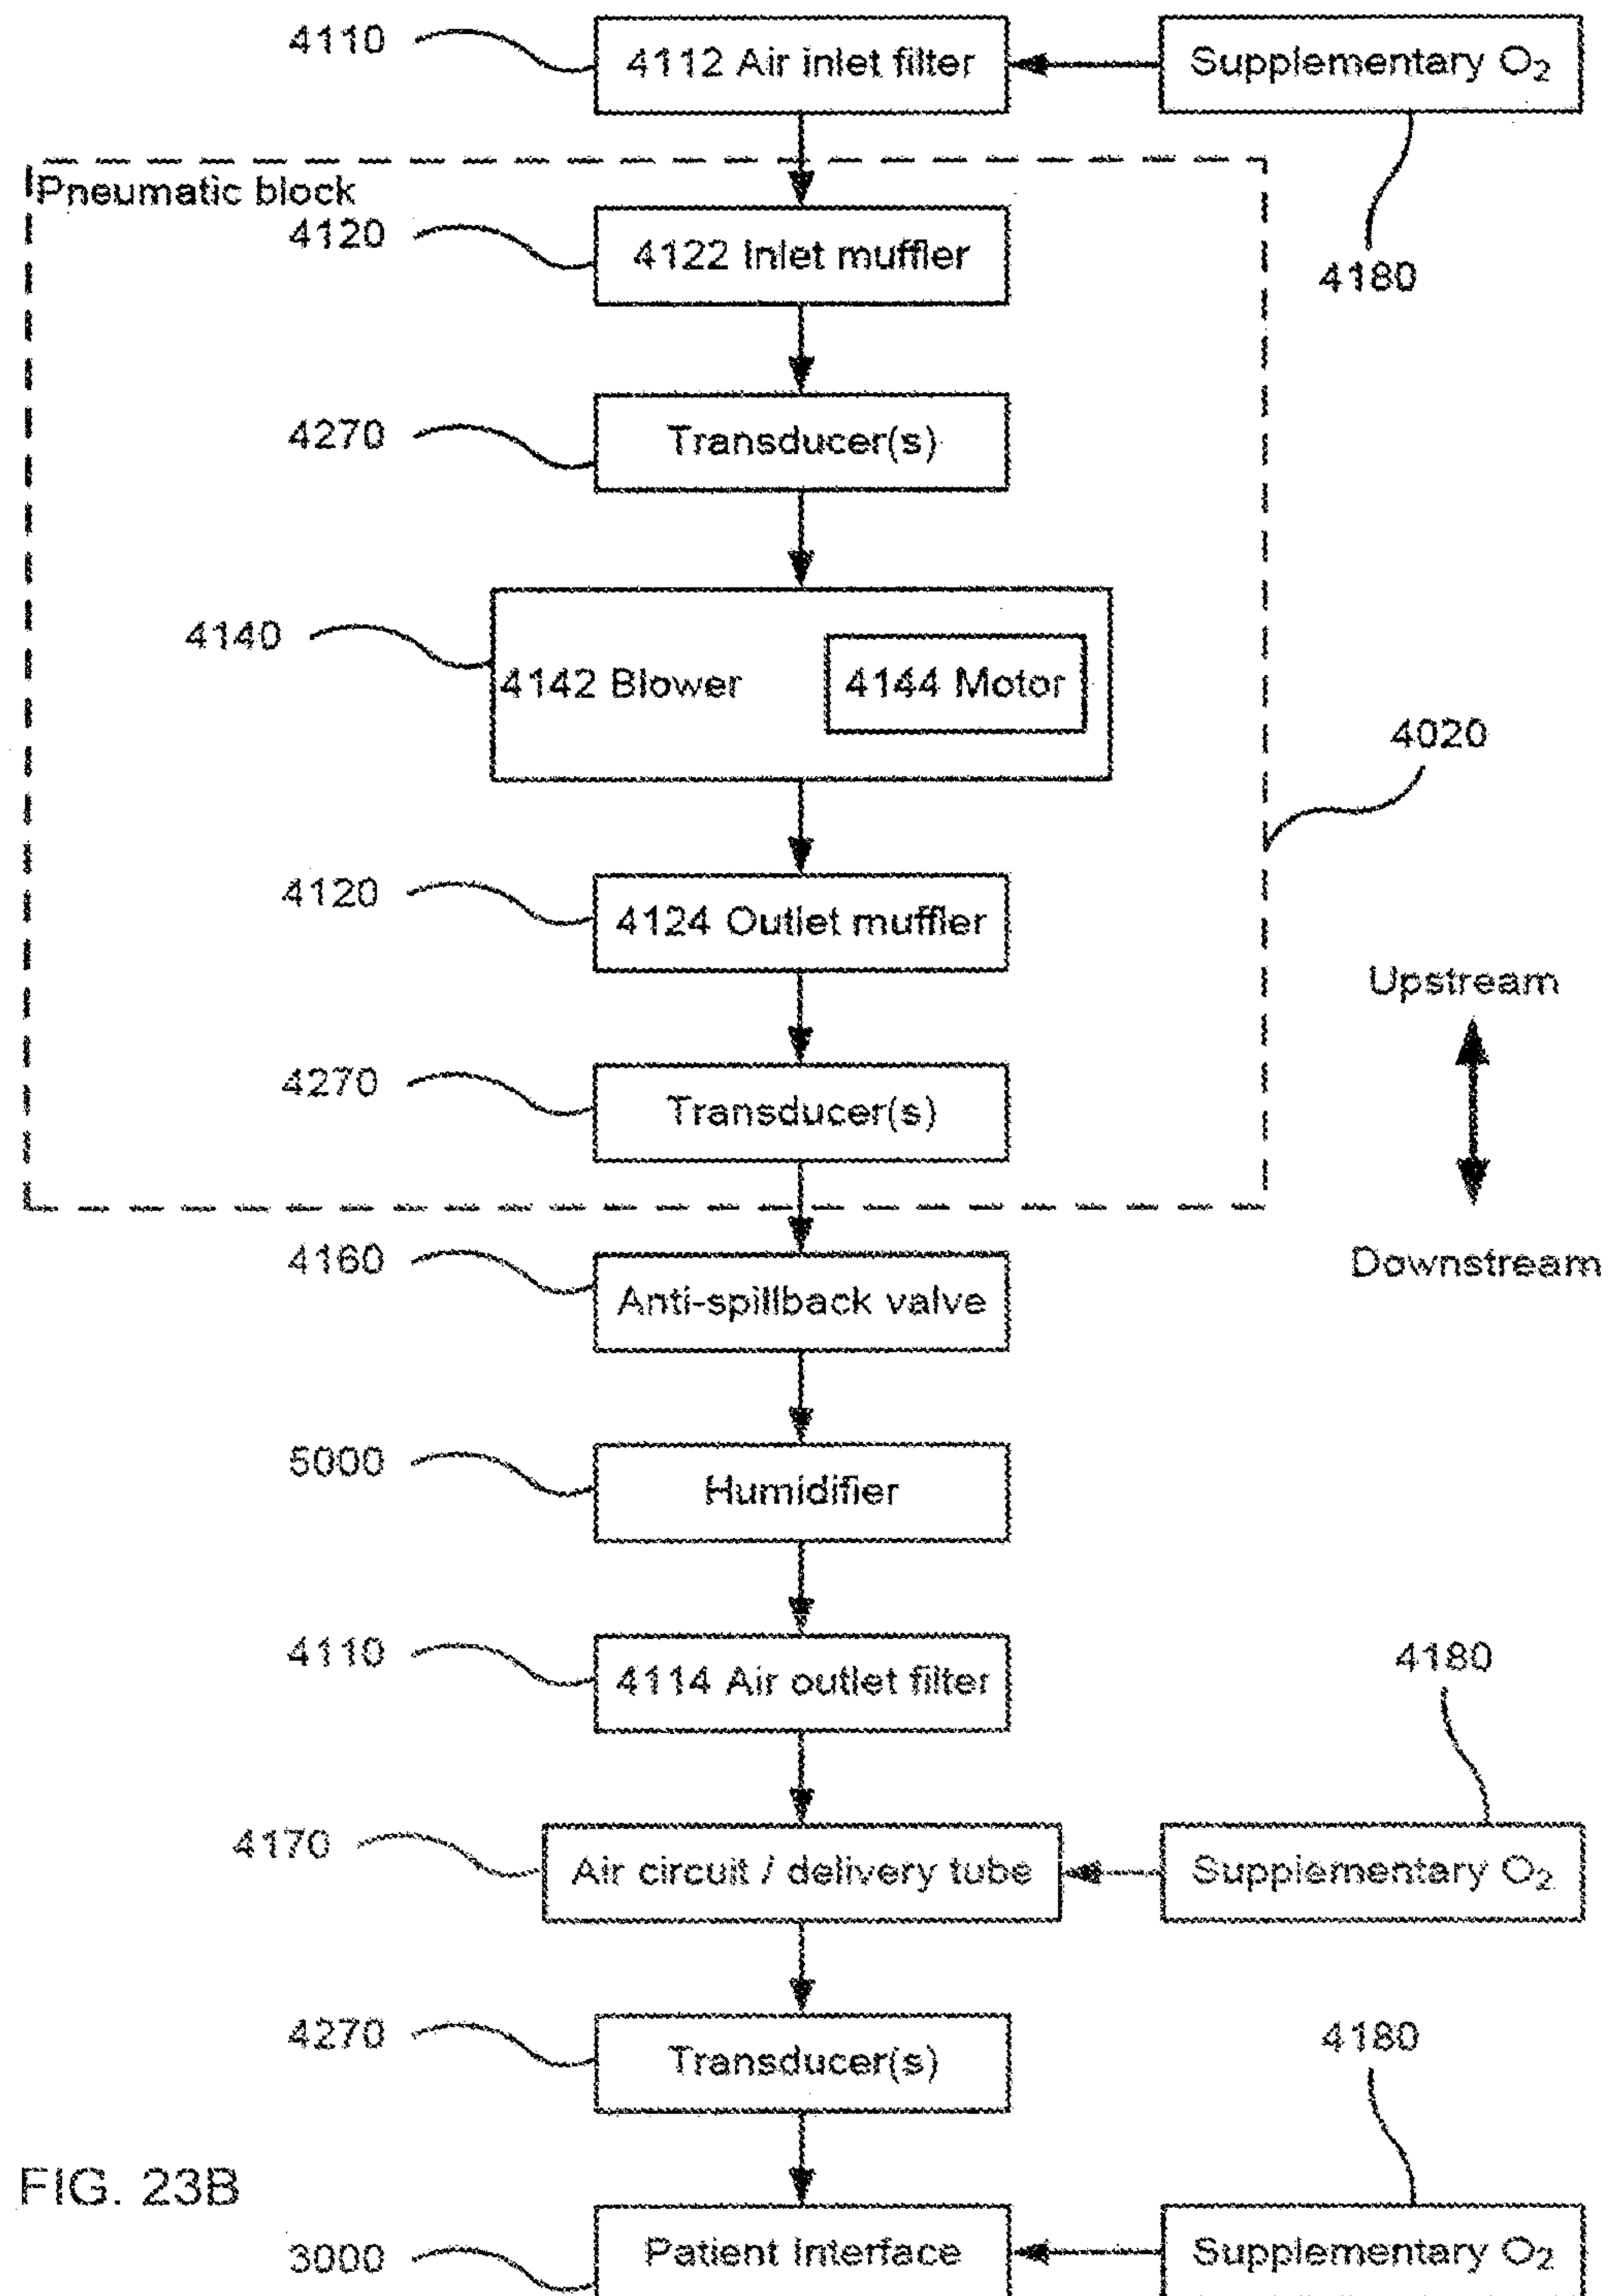 4110
4112 Air inlet filter
Supplementary O₂
Pneumatic block
4120
4122 Inlet muffler
4180
4270
Transducer(s)
4140
4142 Blower
4144 Motor
4020
4120
4124 Outlet muffler
Upstream
4270
Transducer(s)
4160
Anti-spillback valve
Downstream
5000
Humidifier
4110
4114 Air outlet filter
4180
4170
Air circuit / delivery tube
Supplementary O₂
4270
Transducer(s)
4180
FIG. 23B
3000
Patient Interface
Supplementary O₂